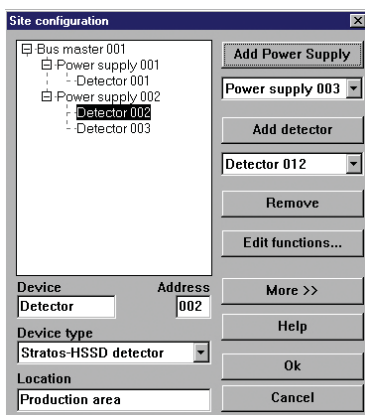 Site configuration
Bus master 001
Power supply 001
Detector 001
Power supply 002
Detector 002
Detector 003
Add Power Supply
Power supply 003
Add detector
Detector 012
Remove
Edit functions...
More >>
Help
Ok
Cancel
Device Address
Detector 002
Device type
Stratos-HSSD detector
Location
Production area